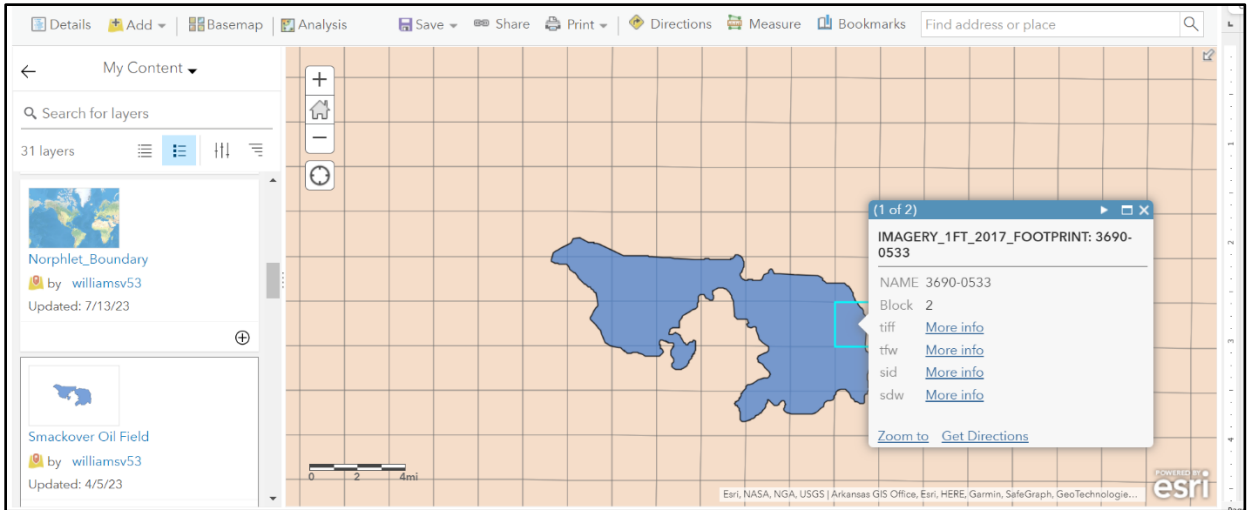 Details Add Basemap Analysis Save Share Print Directions Measure Bookmarks Find address or place
My Content
Search for layers
31 layers
Norphlet_Boundary
by williamsv53
Updated: 7/13/23
Smackover Oil Field
by williamsv53
Updated: 4/5/23
(1 of 2)
IMAGERY_1FT_2017_FOOTPRINT: 3690-
0533
NAME 3690-0533
Block 2
tiff More info
tfw More info
sid More info
sdw More info
Zoom to Get Directions
0 2 4mi
Esri, NASA, NGA, USGS | Arkansas GIS Office, Esri, HERE, Garmin, SafeGraph, GeoTechnologie...
POWERED BY
esri